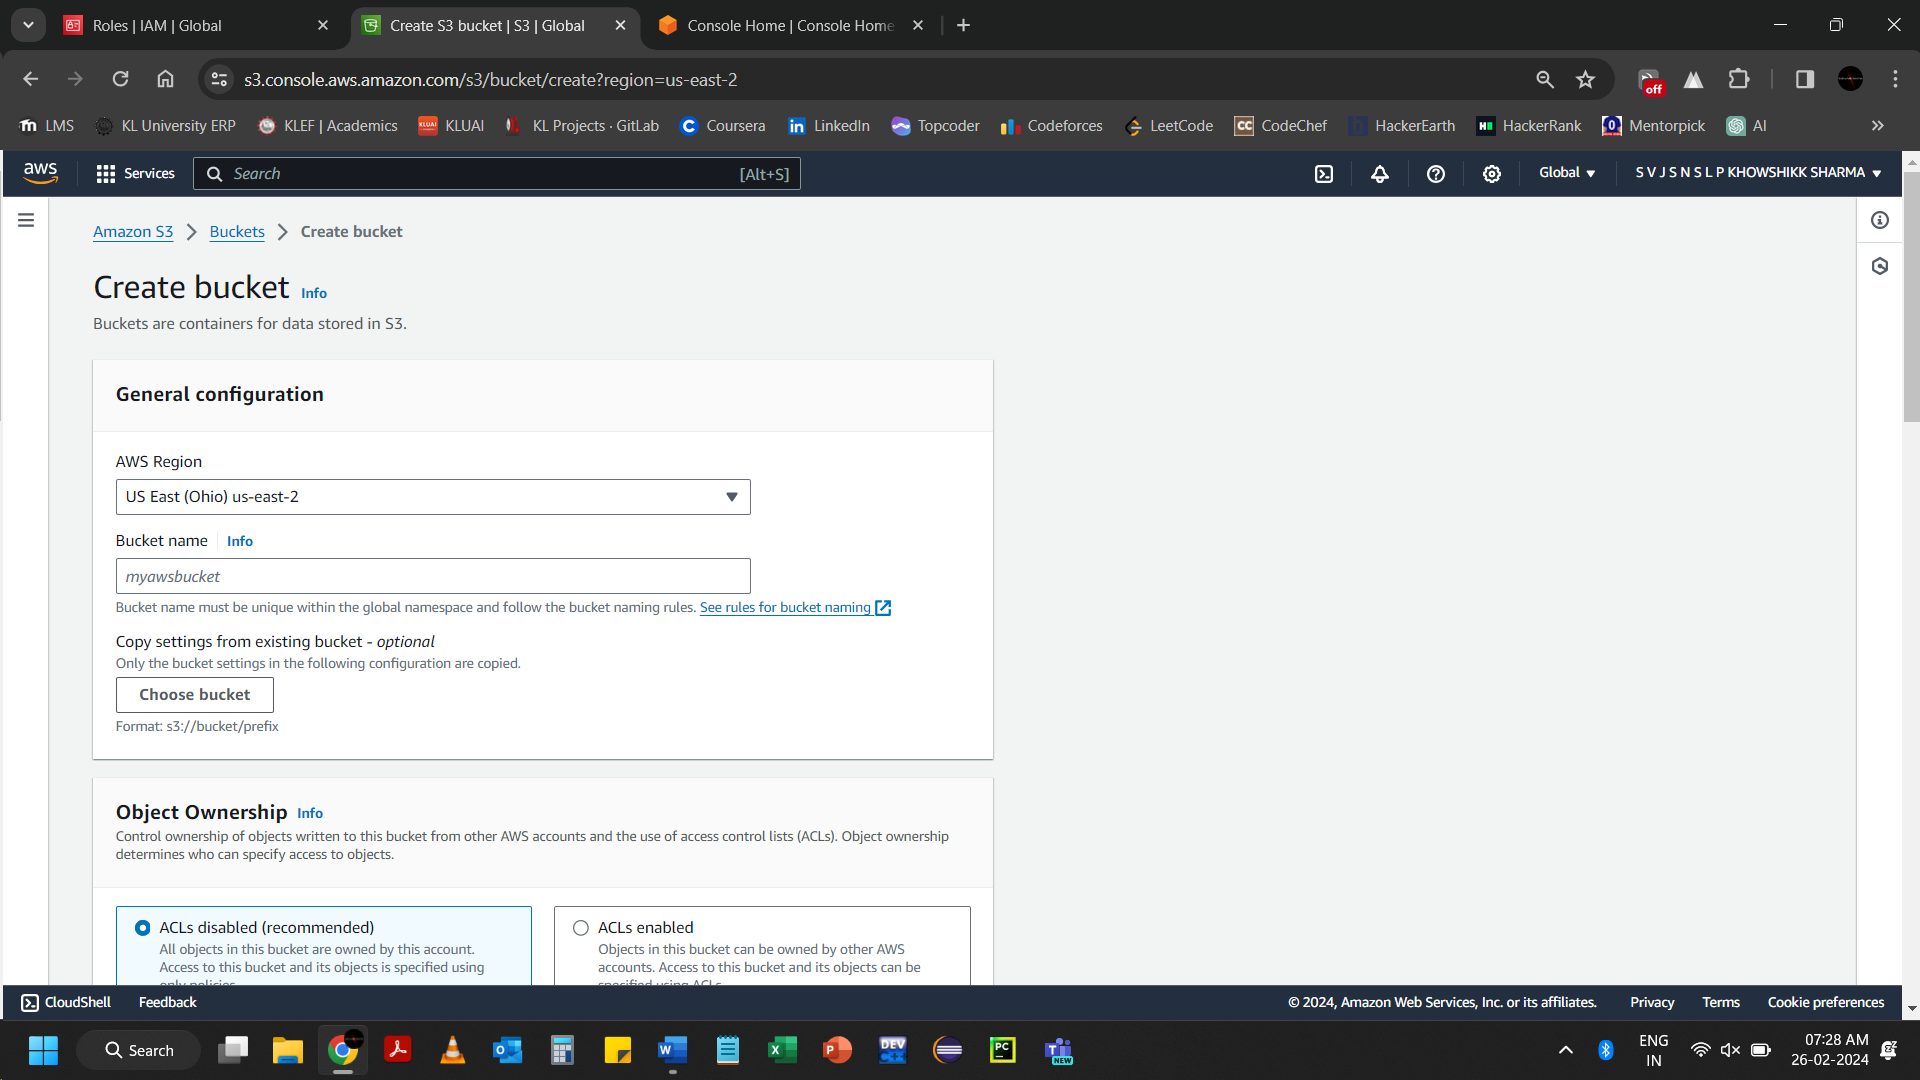 Roles | IAM | Global
Create S3 bucket | S3 | Global
Console Home | Console Home
s3.console.aws.amazon.com/s3/bucket/create?region=us-east-2
off
LMS
KL University ERP
KLEF | Academics
KLUAI
KL Projects · GitLab
Coursera
LinkedIn
Topcoder
Codeforces
LeetCode
CodeChef
HackerEarth
HackerRank
Mentorpick
AI
aws
Services
Search
[Alt+S]
Global
S V J S N S L P KHOWSHIKK SHARMA
Amazon S3
Buckets
Create bucket
Create bucket Info
Buckets are containers for data stored in S3.
General configuration
AWS Region
US East (Ohio) us-east-2
Bucket name Info
myawsbucket
Bucket name must be unique within the global namespace and follow the bucket naming rules. See rules for bucket naming
Copy settings from existing bucket - optional
Only the bucket settings in the following configuration are copied.
Choose bucket
Format: s3://bucket/prefix
Object Ownership Info
Control ownership of objects written to this bucket from other AWS accounts and the use of access control lists (ACLs). Object ownership
determines who can specify access to objects.
ACLs disabled (recommended)
All objects in this bucket are owned by this account.
Access to this bucket and its objects is specified using
only policies.
ACLs enabled
Objects in this bucket can be owned by other AWS
accounts. Access to this bucket and its objects can be
specified using ACLs.
CloudShell
Feedback
© 2024, Amazon Web Services, Inc. or its affiliates.
Privacy
Terms
Cookie preferences
Search
DEV
PC
NEW
ENG
IN
07:28 AM
26-02-2024